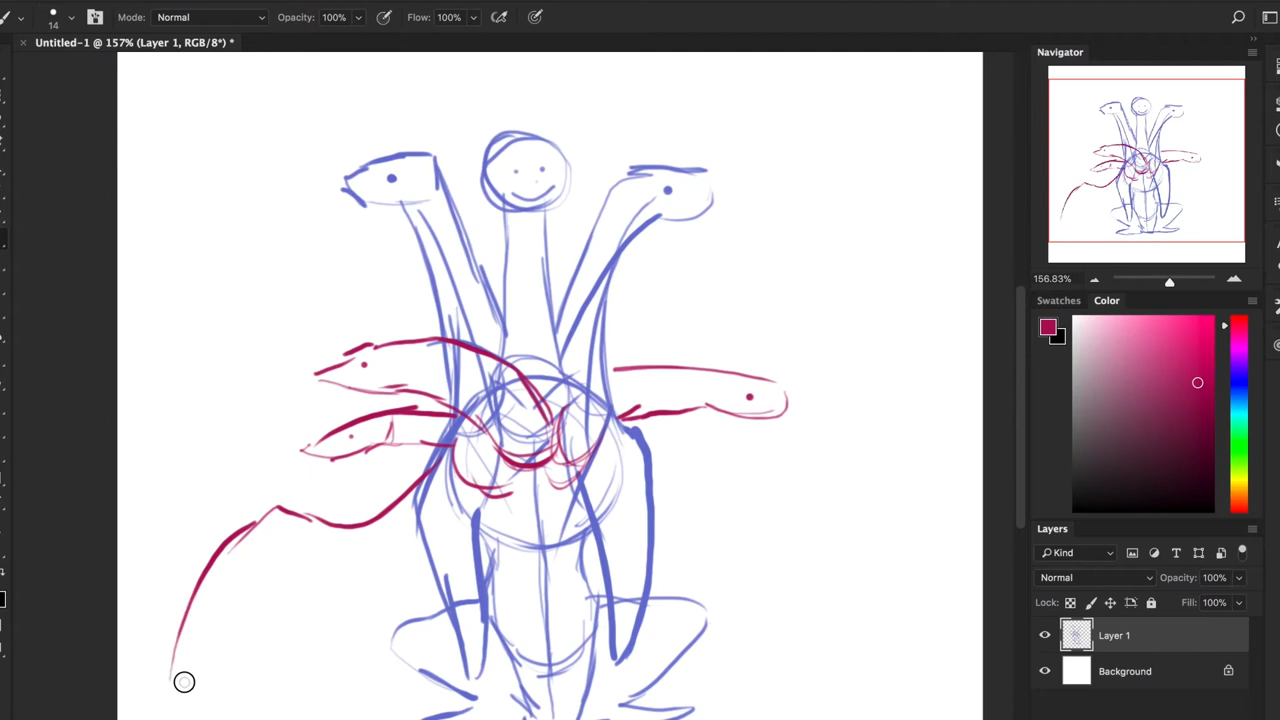 14 Mode: Normal Opacity: 100% Flow: 100%
× Untitled-1 @ 157% (Layer 1, RGB/8*) *
Navigator
156.83%
Swatches Color
Layers
Kind
Normal Opacity: 100%
Lock: Fill: 100%
Layer 1
Background